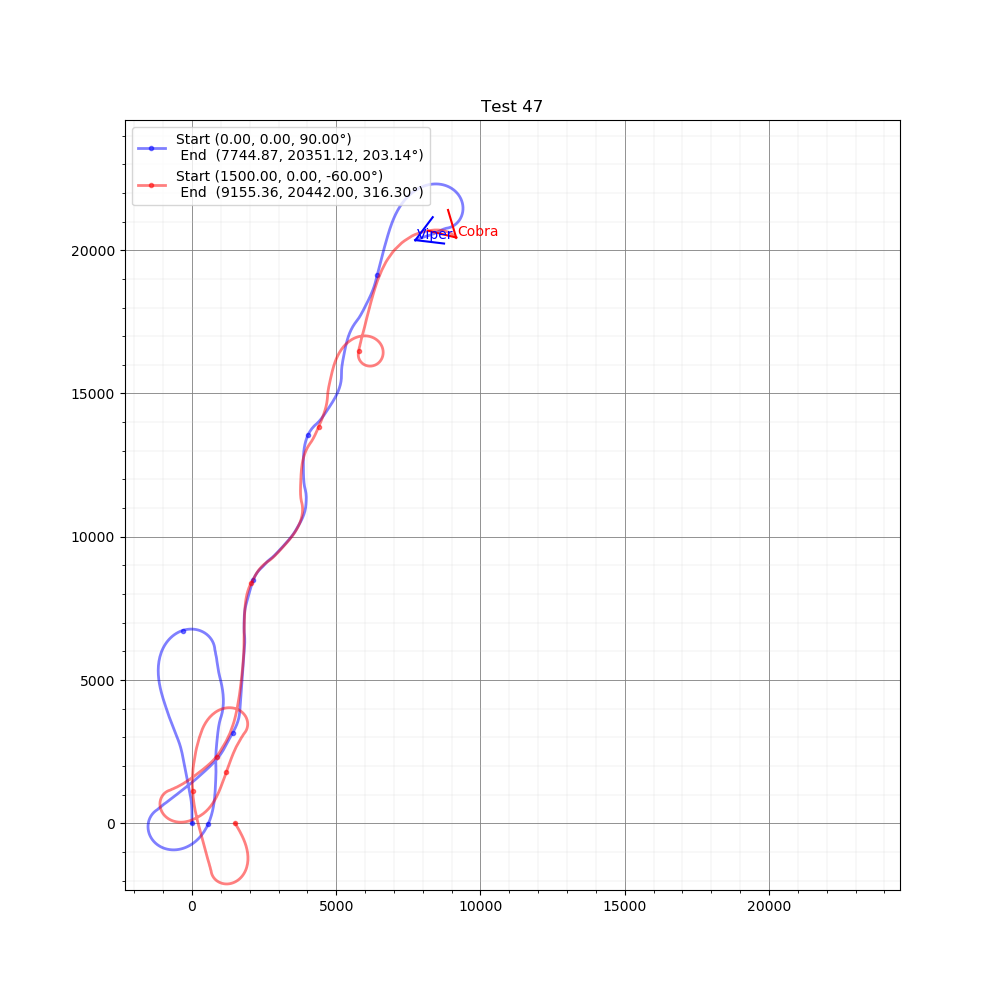 Test 47
Start (0.00, 0.00, 90.00°)
End (7744.87, 20351.12, 203.14°)
Start (1500.00, 0.00, -60.00°)
End (9155.36, 20442.00, 316.30°)
Viper
Cobra
20000
15000
10000
5000
0
0 5000 10000 15000 20000